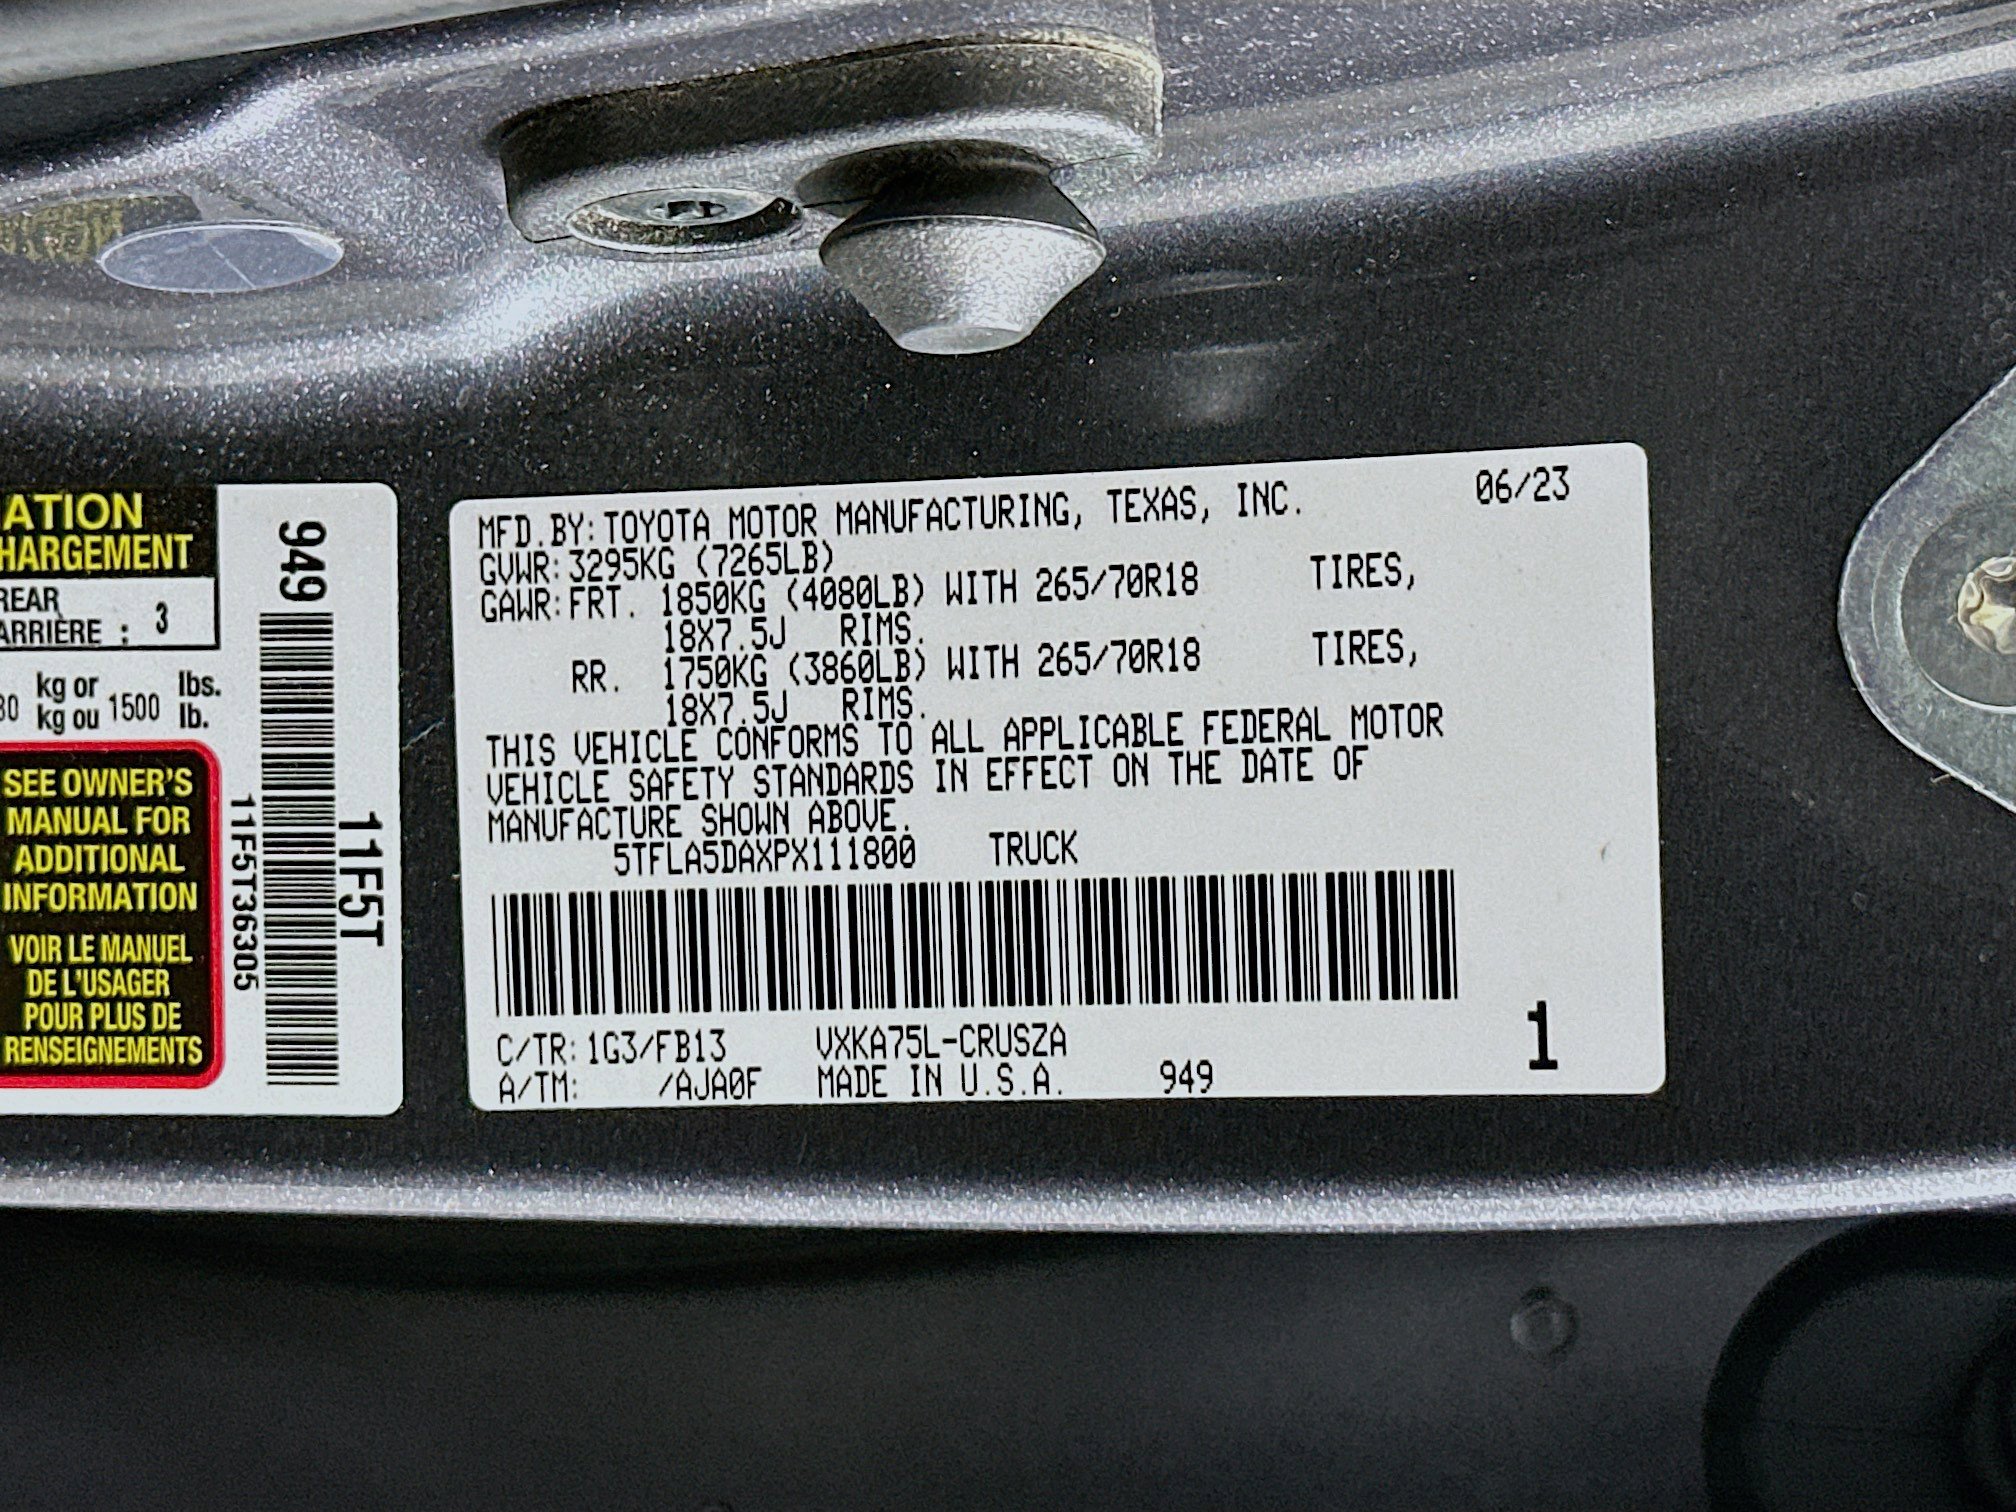 ATION
HARGEMENT
REAR
ARRIÈRE : 3
kg or 1500 lbs.
kg ou lb.
SEE OWNER'S
MANUAL FOR
ADDITIONAL
INFORMATION
VOIR LE MANUEL
DE L'USAGER
POUR PLUS DE
RENSEIGNEMENTS
949
11F5T36305
11F5T
MFD.BY:TOYOTA MOTOR MANUFACTURING, TEXAS, INC. 06/23
GVWR:3295KG (7265LB)
GAWR:FRT. 1850KG (4080LB) WITH 265/70R18 TIRES,
18X7.5J RIMS.
RR. 1750KG (3860LB) WITH 265/70R18 TIRES,
18X7.5J RIMS.
THIS VEHICLE CONFORMS TO ALL APPLICABLE FEDERAL MOTOR
VEHICLE SAFETY STANDARDS IN EFFECT ON THE DATE OF
MANUFACTURE SHOWN ABOVE.
5TFLA5DAXPX111800 TRUCK
C/TR:1G3/FB13 VXKA75L-CRUSZA
A/TM: /AJA0F MADE IN U.S.A. 949
1